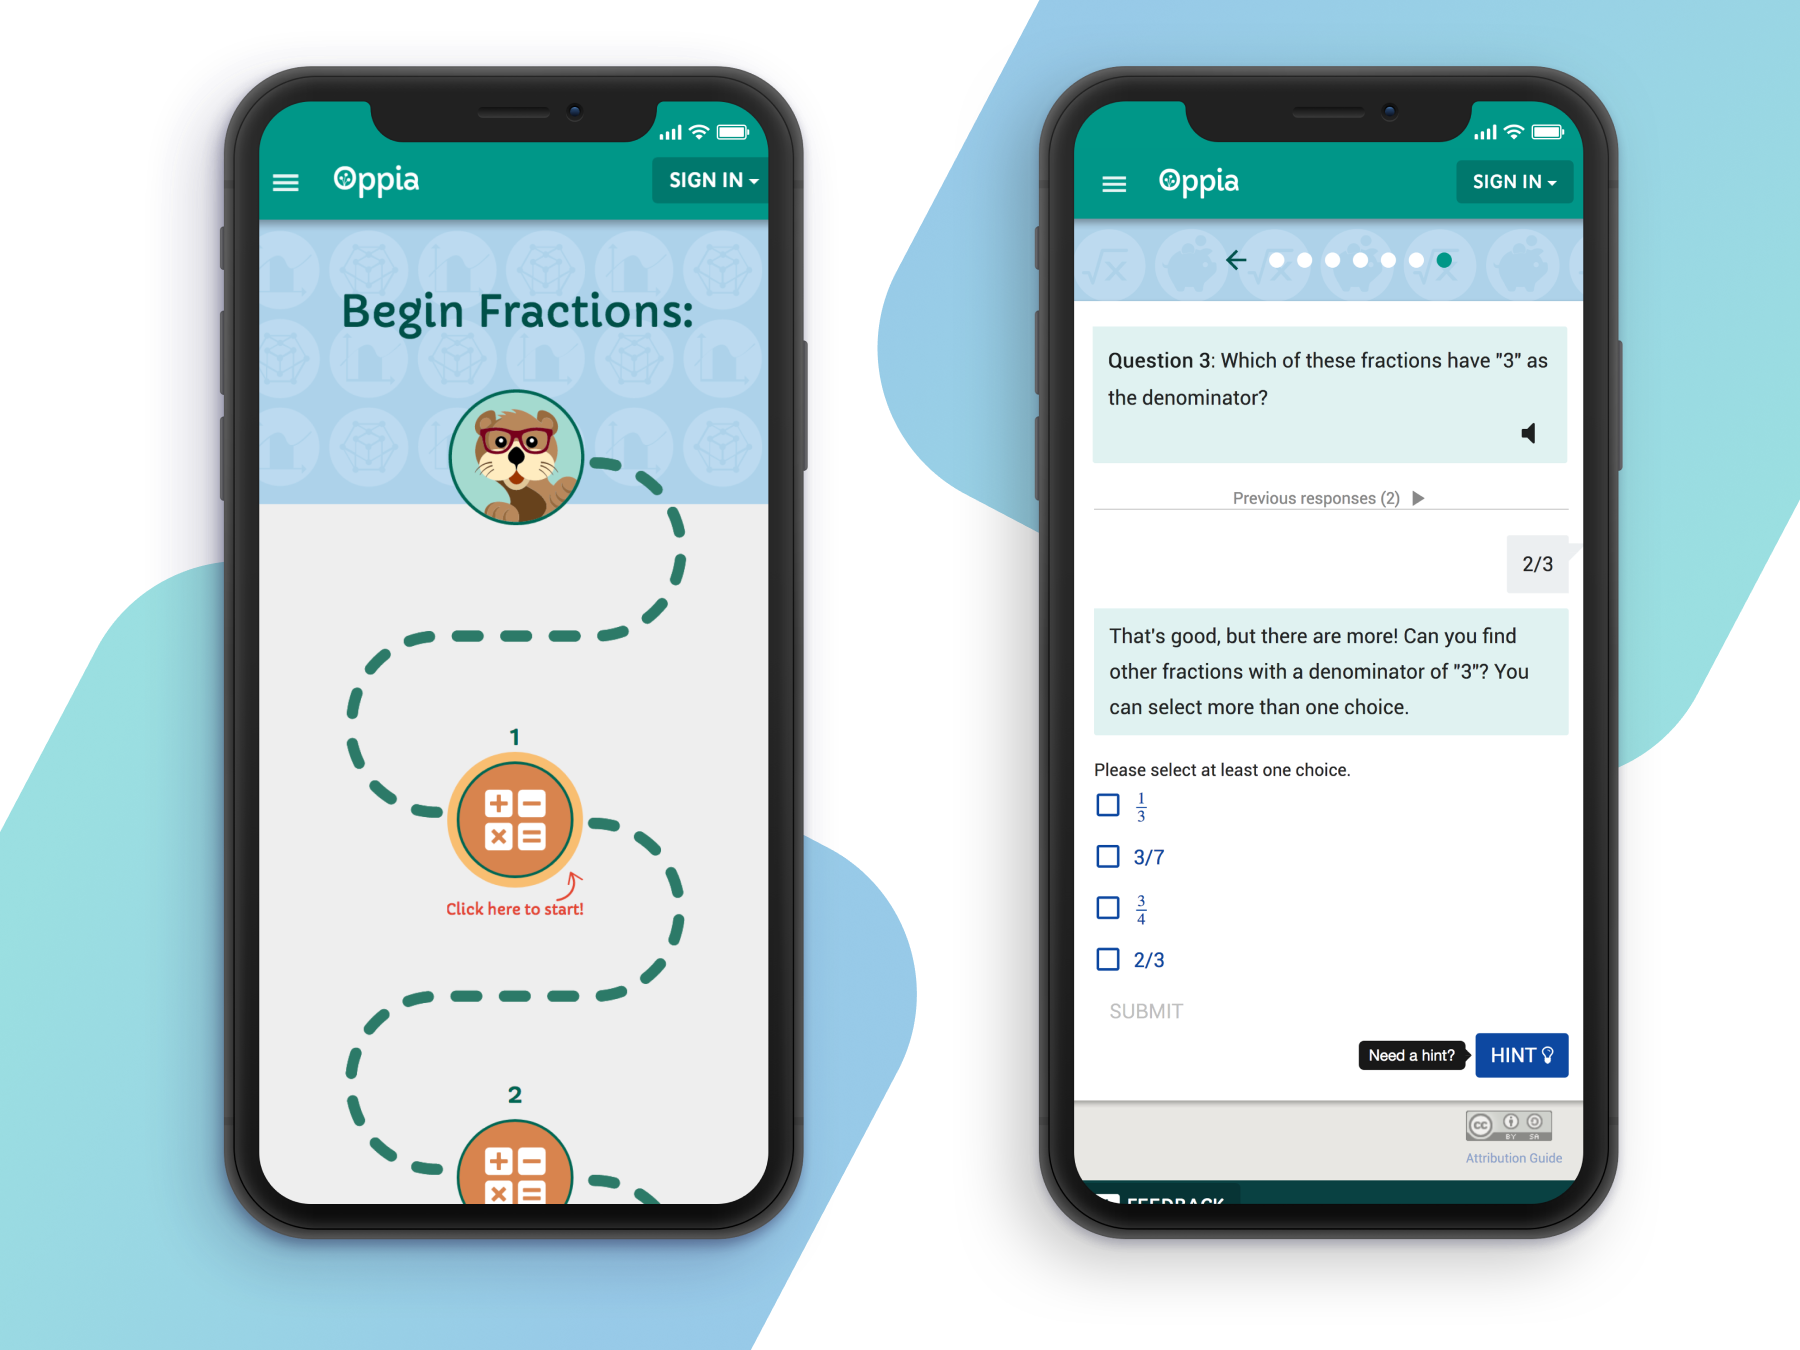 Oppia
SIGN IN
Begin Fractions:
1
Click here to start!
2
Oppia
SIGN IN
Question 3: Which of these fractions have "3" as
the denominator?
Previous responses (2)
2/3
That's good, but there are more! Can you find
other fractions with a denominator of "3"? You
can select more than one choice.
Please select at least one choice.
1/3
3/7
3/4
2/3
SUBMIT
Need a hint?
HINT
cc
BY SA
Attribution Guide
FEEDBACK